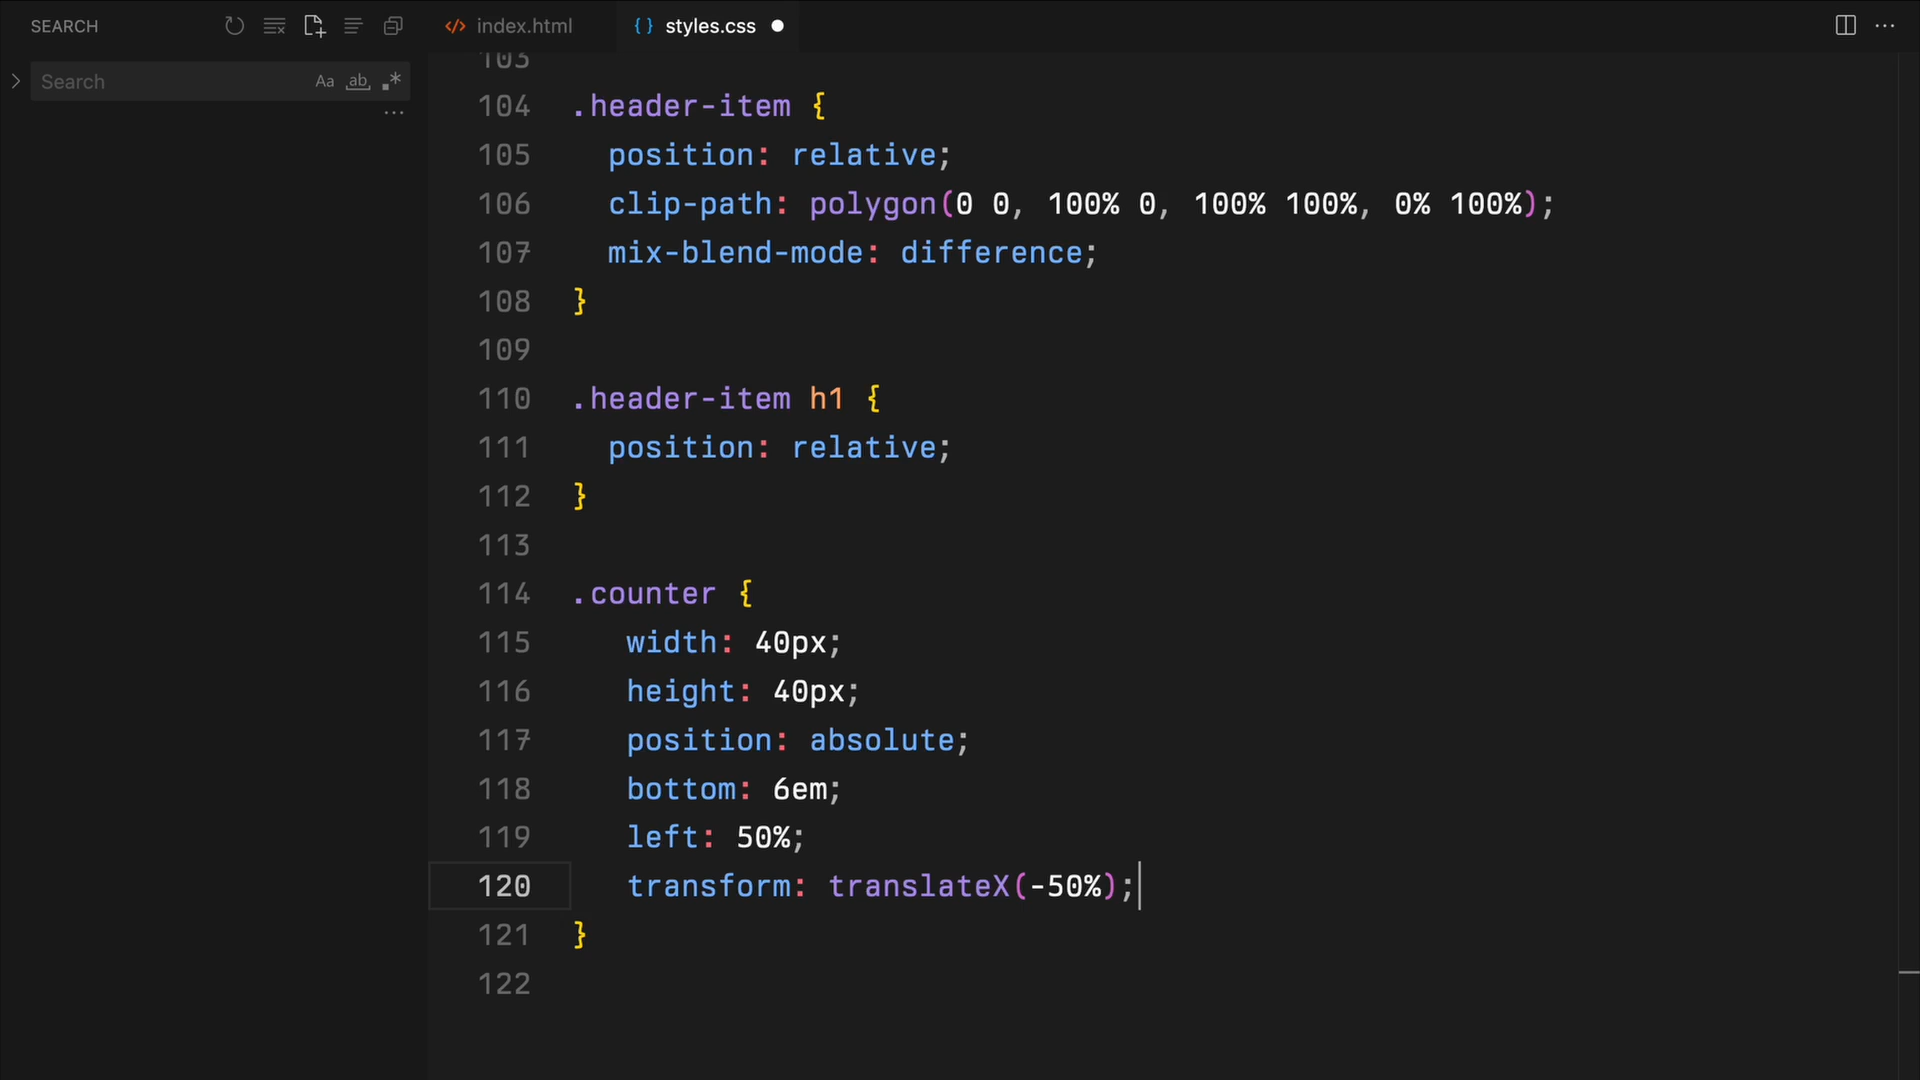 SEARCH
index.html
styles.css
Search
Aa
ab
103
104 .header-item {
105   position: relative;
106   clip-path: polygon(0 0, 100% 0, 100% 100%, 0% 100%);
107   mix-blend-mode: difference;
108 }
109
110 .header-item h1 {
111   position: relative;
112 }
113
114 .counter {
115    width: 40px;
116    height: 40px;
117    position: absolute;
118    bottom: 6em;
119    left: 50%;
120    transform: translateX(-50%);
121 }
122